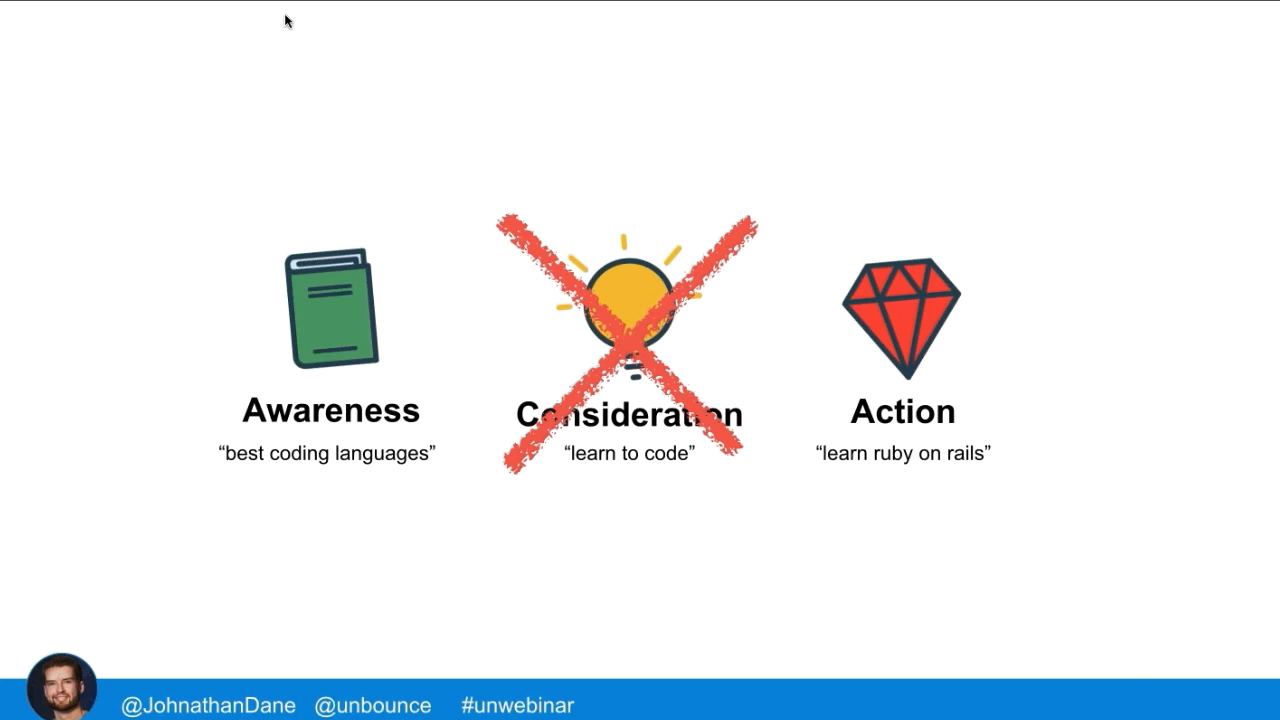 Awareness
"best coding languages"
Consideration
"learn to code"
Action
"learn ruby on rails"
@JohnathanDane @unbounce #unwebinar